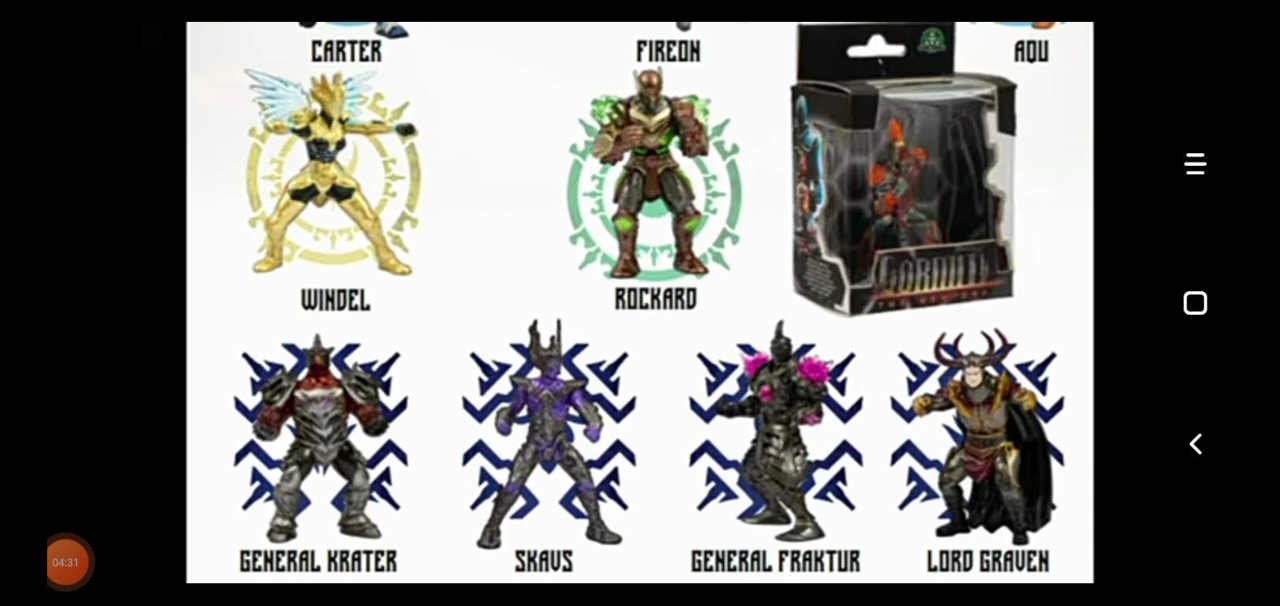 CARTER
FIREON
AQU
WINDEL
ROCKARD
GORMITI
GENERAL KRATER
SKAVS
GENERAL FRAKTUR
LORD GRAVEN
04:31